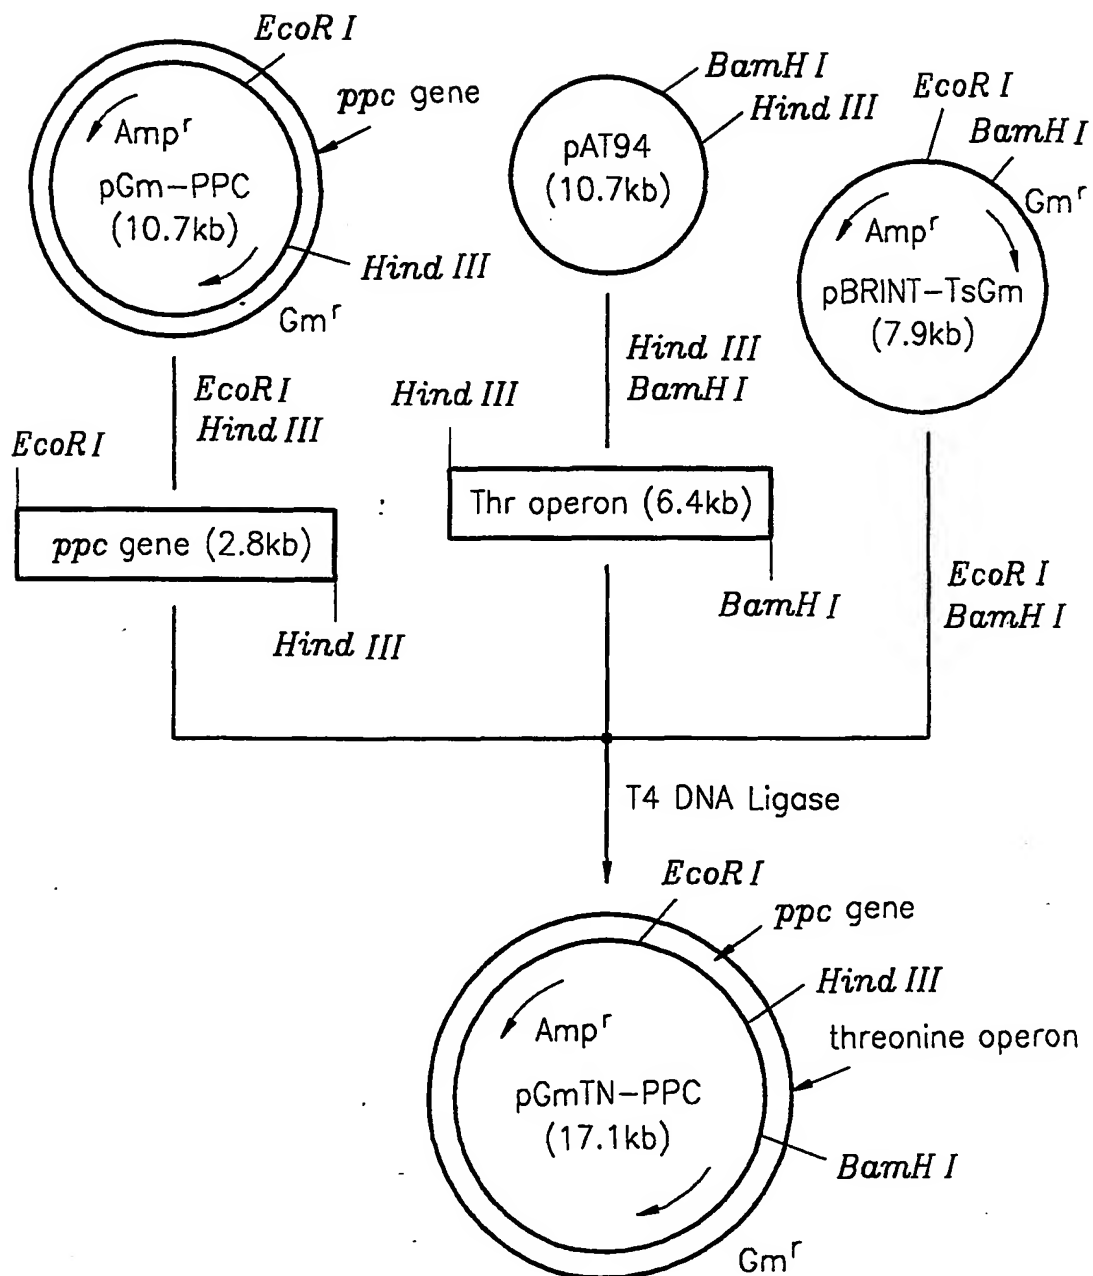 EcoR I
ppc gene
Amp^r
pGm-PPC
(10.7kb)
Hind III
Gm^r
BamH I
Hind III
pAT94
(10.7kb)
EcoR I
BamH I
Gm^r
Amp^r
pBRINT-TsGm
(7.9kb)
EcoR I
Hind III
EcoR I
ppc gene (2.8kb)
Hind III
Hind III
BamH I
Hind III
Thr operon (6.4kb)
BamH I
EcoR I
BamH I
T4 DNA Ligase
EcoR I
ppc gene
Hind III
threonine operon
Amp^r
pGmTN-PPC
(17.1kb)
BamH I
Gm^r